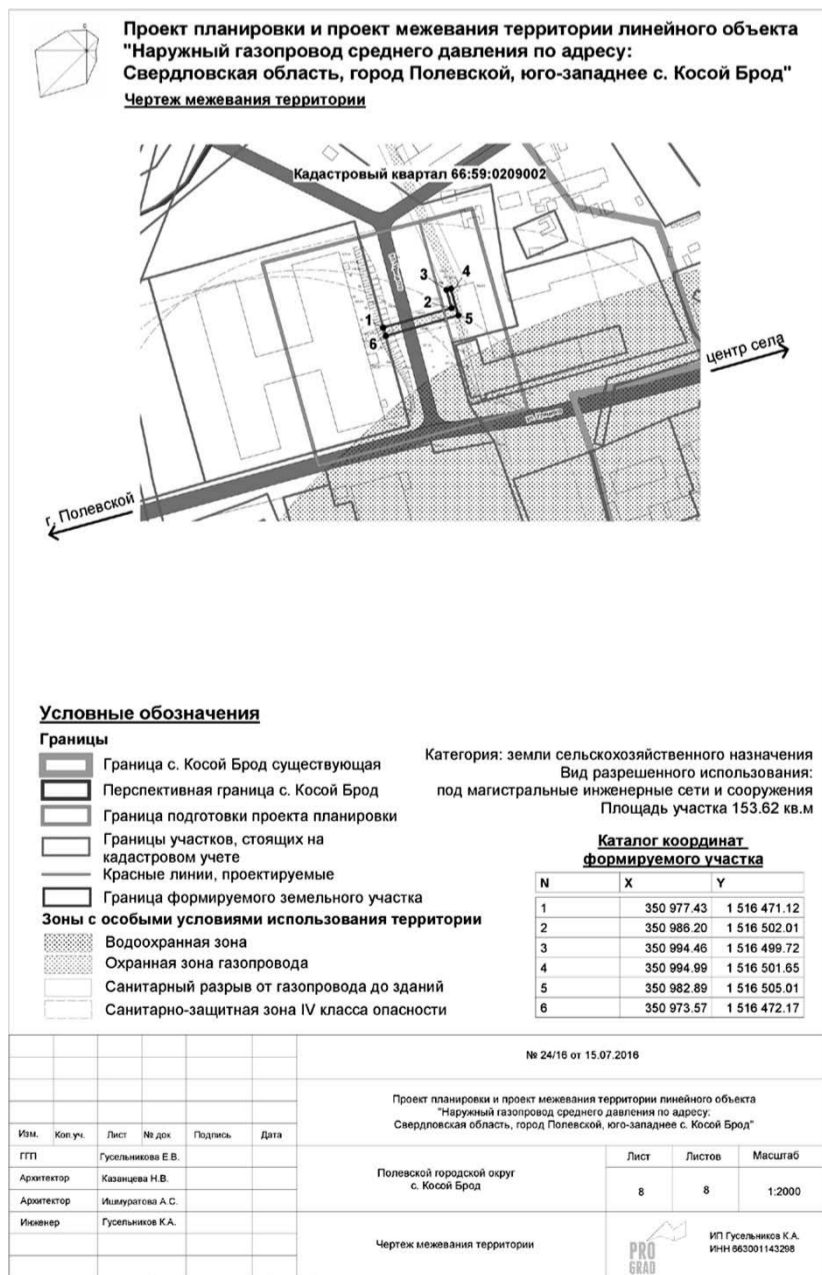 Проект планировки и проект межевания территории линейного объекта
"Наружный газопровод среднего давления по адресу:
Свердловская область, город Полевской, юго-западнее с. Косой Брод"
Чертеж межевания территории
Кадастровый квартал 66:59:0209002
3
4
2
1
5
6
центр села
г. Полевской
Условные обозначения
Границы
Граница с. Косой Брод существующая
Перспективная граница с. Косой Брод
Граница подготовки проекта планировки
Границы участков, стоящих на
кадастровом учете
Красные линии, проектируемые
Граница формируемого земельного участка
Зоны с особыми условиями использования территории
Водоохранная зона
Охранная зона газопровода
Санитарный разрыв от газопровода до зданий
Санитарно-защитная зона IV класса опасности
Категория: земли сельскохозяйственного назначения
Вид разрешенного использования:
под магистральные инженерные сети и сооружения
Площадь участка 153.62 кв.м
Каталог координат
формируемого участка
N X Y
1 350 977.43 1 516 471.12
2 350 986.20 1 516 502.01
3 350 994.46 1 516 499.72
4 350 994.99 1 516 501.65
5 350 982.89 1 516 505.01
6 350 973.57 1 516 472.17
№ 24/16 от 15.07.2016
Проект планировки и проект межевания территории линейного объекта
"Наружный газопровод среднего давления по адресу:
Свердловская область, город Полевской, юго-западнее с. Косой Брод"
Изм. Кол.уч. Лист № док Подпись Дата
ГГП Гусельникова Е.В.
Архитектор Казанцева Н.В.
Архитектор Ишмуратова А.С.
Инженер Гусельников К.А.
Полевской городской округ
с. Косой Брод
Лист Листов Масштаб
8 8 1:2000
Чертеж межевания территории
PRO
GRAD
ИП Гусельников К.А.
ИНН 663001143298